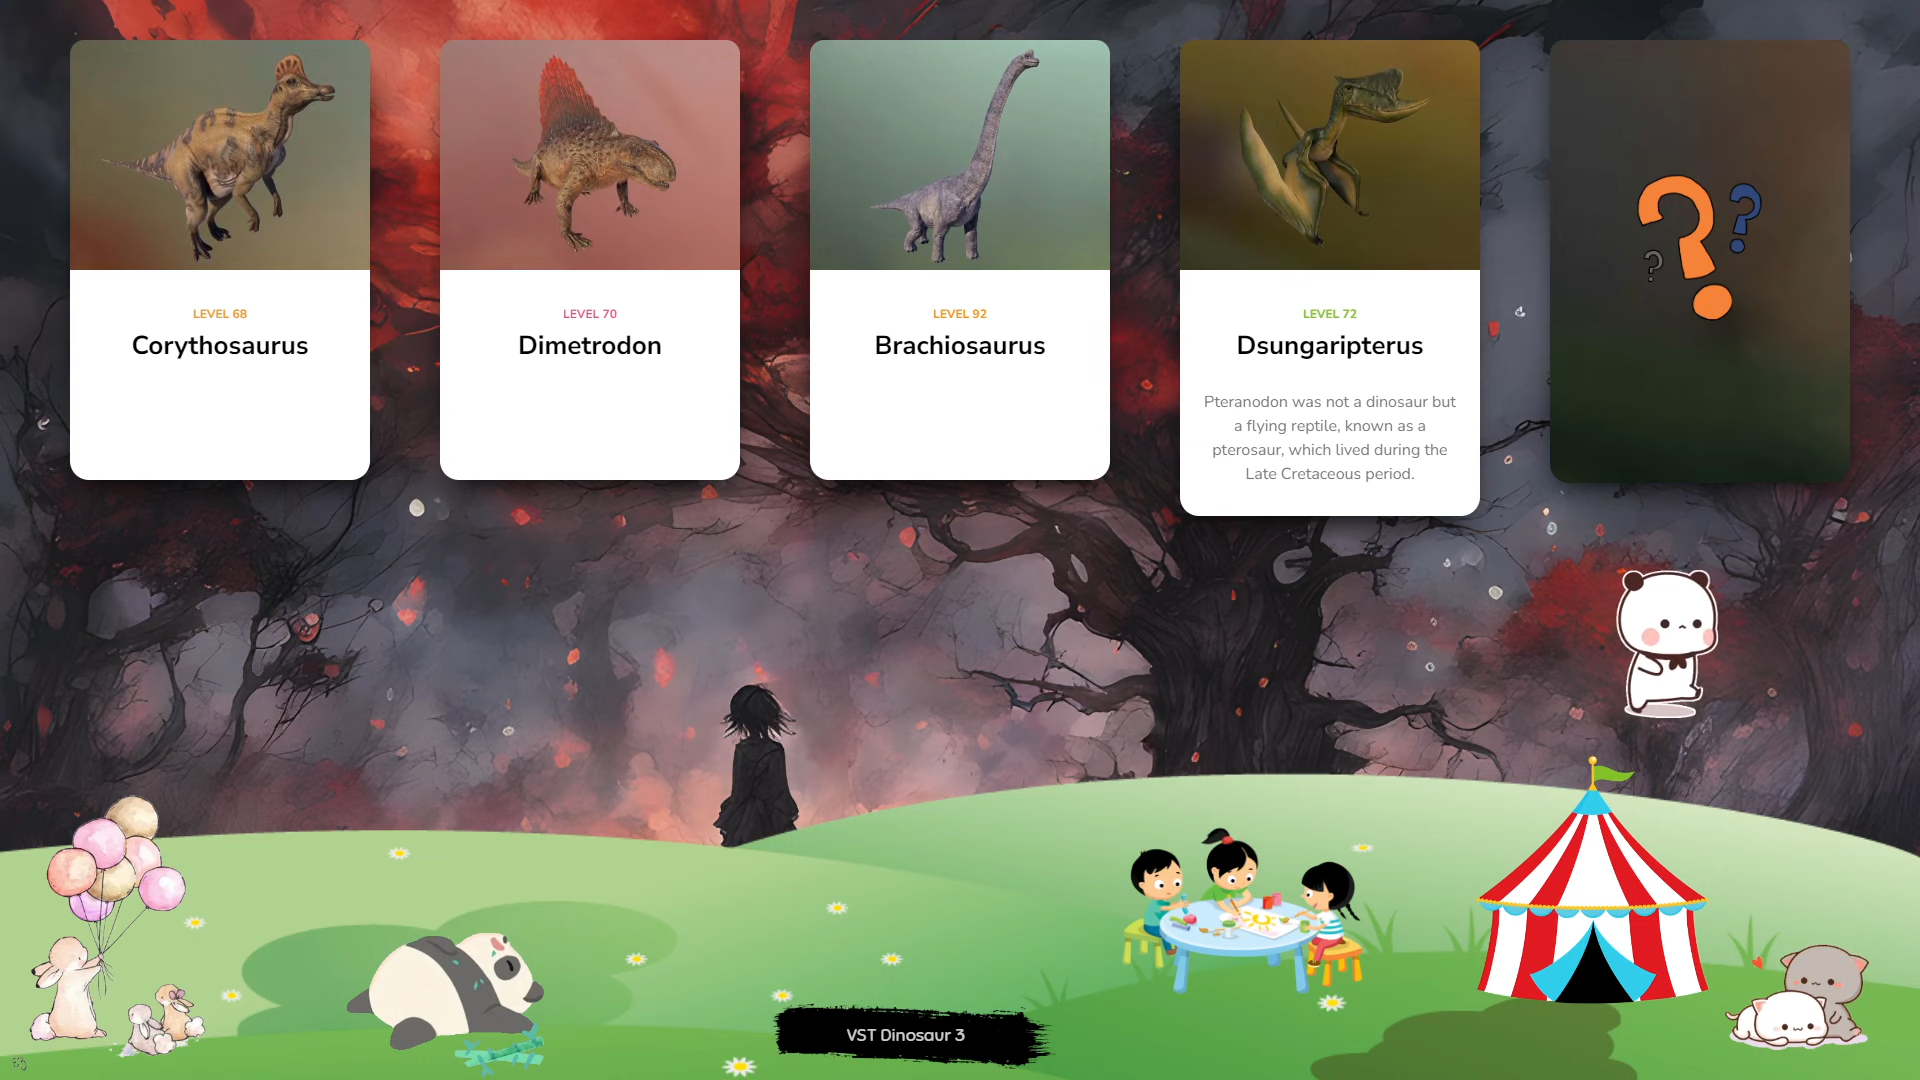 LEVEL 68
Corythosaurus
LEVEL 70
Dimetrodon
LEVEL 92
Brachiosaurus
LEVEL 72
Dsungaripterus
Pteranodon was not a dinosaur but
a flying reptile, known as a
pterosaur, which lived during the
Late Cretaceous period.
???
VST Dinosaur 3